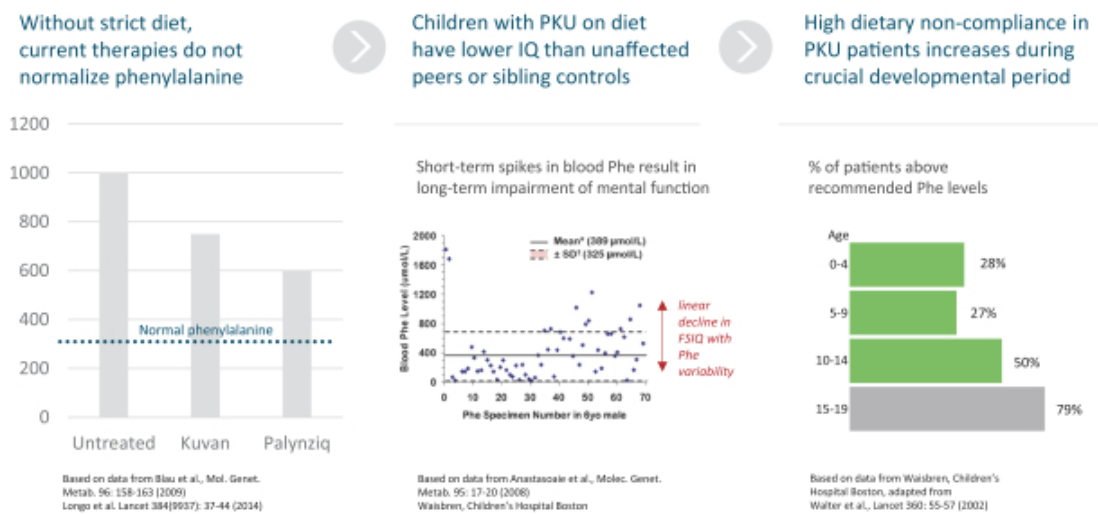 Without strict diet,
current therapies do not
normalize phenylalanine
1200
1000
800
600
400
200
0
Normal phenylalanine
Untreated Kuvan Palynziq
Based on data from Blau et al., Mol. Genet.
Metab. 96: 158-163 (2009)
Longo et al. Lancet 384(9937): 37-44 (2014)
Children with PKU on diet
have lower IQ than unaffected
peers or sibling controls
Short-term spikes in blood Phe result in
long-term impairment of mental function
Blood Phe Level (umol/L)
2000
1600
1200
800
400
0
Mean* (389 µmol/L)
± SD† (325 µmol/L)
0 10 20 30 40 50 60 70
Phe Specimen Number in 6yo male
linear
decline in
FSIQ with
Phe
variability
Based on data from Anastasoaie et al., Molec. Genet.
Metab. 95: 17-20 (2008)
Waisbren, Children's Hospital Boston
High dietary non-compliance in
PKU patients increases during
crucial developmental period
% of patients above
recommended Phe levels
Age
0-4 28%
5-9 27%
10-14 50%
15-19 79%
Based on data from Waisbren, Children's
Hospital Boston, adapted from
Walter et al., Lancet 360: 55-57 (2002)